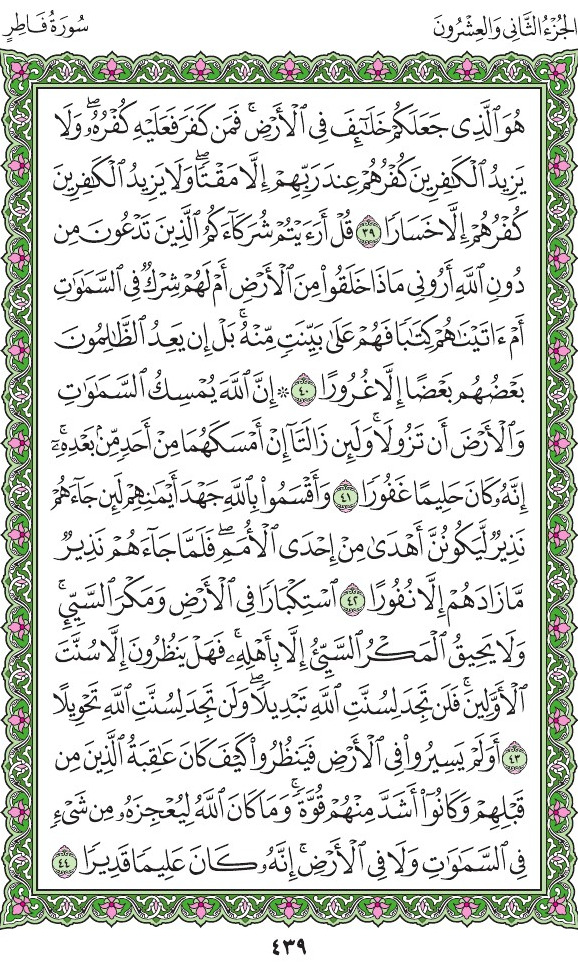 الجُزْءُ الثَّانِي وَالعِشْرُونَ
سُورَةُ فَاطِرٍ
هُوَ ٱلَّذِى جَعَلَكُمْ خَلَـٰٓئِفَ فِى ٱلْأَرْضِ ۚ فَمَن كَفَرَ فَعَلَيْهِ كُفْرُهُۥ ۖ وَلَا
يَزِيدُ ٱلْكَـٰفِرِينَ كُفْرُهُمْ عِندَ رَبِّهِمْ إِلَّا مَقْتًا ۖ وَلَا يَزِيدُ ٱلْكَـٰفِرِينَ
كُفْرُهُمْ إِلَّا خَسَارًا ٣٩ قُلْ أَرَءَيْتُمْ شُرَكَآءَكُمُ ٱلَّذِينَ تَدْعُونَ مِن
دُونِ ٱللَّهِ أَرُونِى مَاذَا خَلَقُوا۟ مِنَ ٱلْأَرْضِ أَمْ لَهُمْ شِرْكٌ فِى ٱلسَّمَـٰوَٰتِ
أَمْ ءَاتَيْنَـٰهُمْ كِتَـٰبًا فَهُمْ عَلَىٰ بَيِّنَتٍ مِّنْهُ ۚ بَلْ إِن يَعِدُ ٱلظَّـٰلِمُونَ
بَعْضُهُم بَعْضًا إِلَّا غُرُورًا ٤٠ ۞ إِنَّ ٱللَّهَ يُمْسِكُ ٱلسَّمَـٰوَٰتِ
وَٱلْأَرْضَ أَن تَزُولَا ۚ وَلَئِن زَالَتَآ إِنْ أَمْسَكَهُمَا مِنْ أَحَدٍ مِّنۢ بَعْدِهِۦٓ ۚ
إِنَّهُۥ كَانَ حَلِيمًا غَفُورًا ٤١ وَأَقْسَمُوا۟ بِٱللَّهِ جَهْدَ أَيْمَـٰنِهِمْ لَئِن جَآءَهُمْ
نَذِيرٌ لَّيَكُونُنَّ أَهْدَىٰ مِنْ إِحْدَى ٱلْأُمَمِ ۖ فَلَمَّا جَآءَهُمْ نَذِيرٌ
مَّا زَادَهُمْ إِلَّا نُفُورًا ٤٢ ٱسْتِكْبَارًا فِى ٱلْأَرْضِ وَمَكْرَ ٱلسَّيِّئِ ۚ
وَلَا يَحِيقُ ٱلْمَكْرُ ٱلسَّيِّئُ إِلَّا بِأَهْلِهِۦ ۚ فَهَلْ يَنظُرُونَ إِلَّا سُنَّتَ
ٱلْأَوَّلِينَ ۚ فَلَن تَجِدَ لِسُنَّتِ ٱللَّهِ تَبْدِيلًا ۖ وَلَن تَجِدَ لِسُنَّتِ ٱللَّهِ تَحْوِيلًا
٤٣ أَوَلَمْ يَسِيرُوا۟ فِى ٱلْأَرْضِ فَيَنظُرُوا۟ كَيْفَ كَانَ عَـٰقِبَةُ ٱلَّذِينَ مِن
قَبْلِهِمْ وَكَانُوٓا۟ أَشَدَّ مِنْهُمْ قُوَّةً ۚ وَمَا كَانَ ٱللَّهُ لِيُعْجِزَهُۥ مِن شَىْءٍ
فِى ٱلسَّمَـٰوَٰتِ وَلَا فِى ٱلْأَرْضِ ۚ إِنَّهُۥ كَانَ عَلِيمًا قَدِيرًا ٤٤
٤٣٩